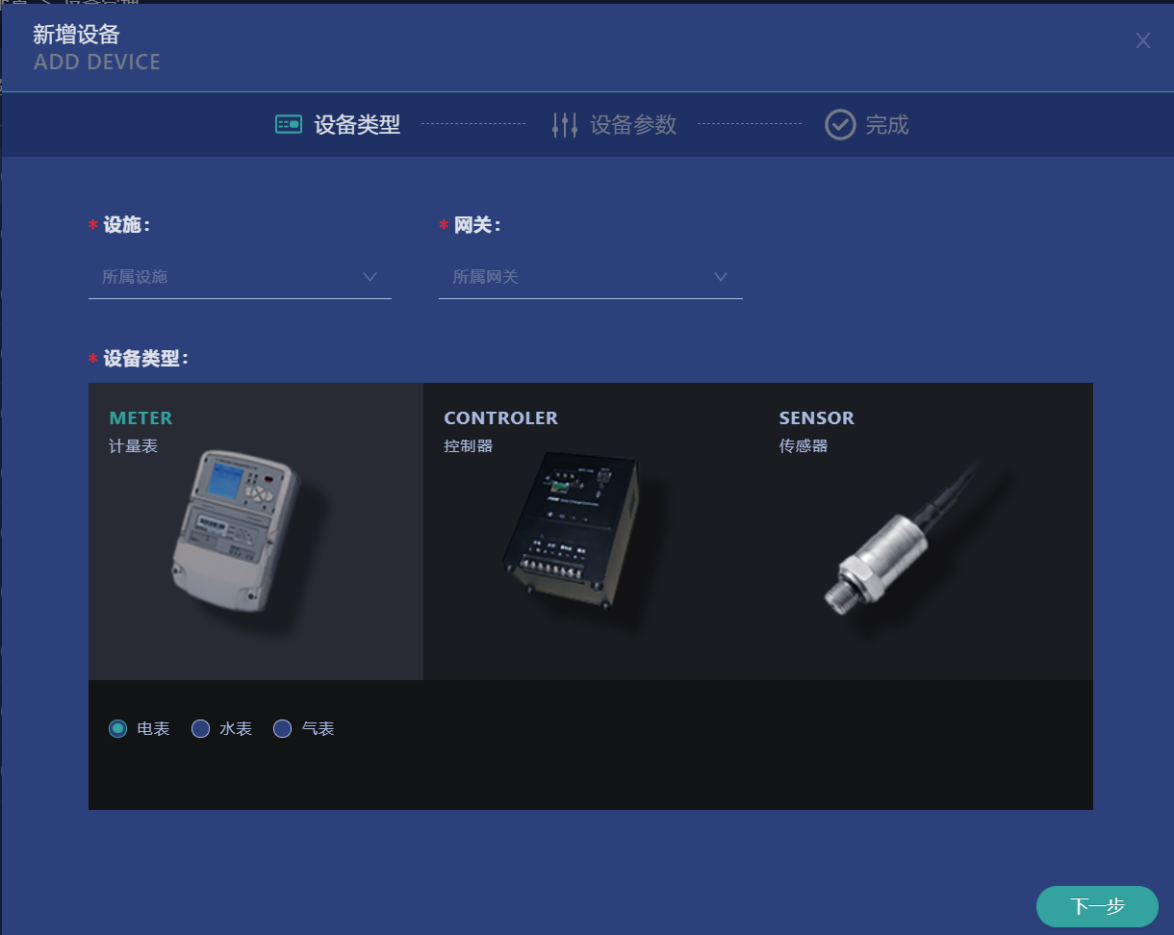 新增设备
ADD DEVICE
设备类型 设备参数 完成
* 设施: * 网关:
所属设施 所属网关
* 设备类型:
METER CONTROLER SENSOR
计量表 控制器 传感器
电表 水表 气表
下一步